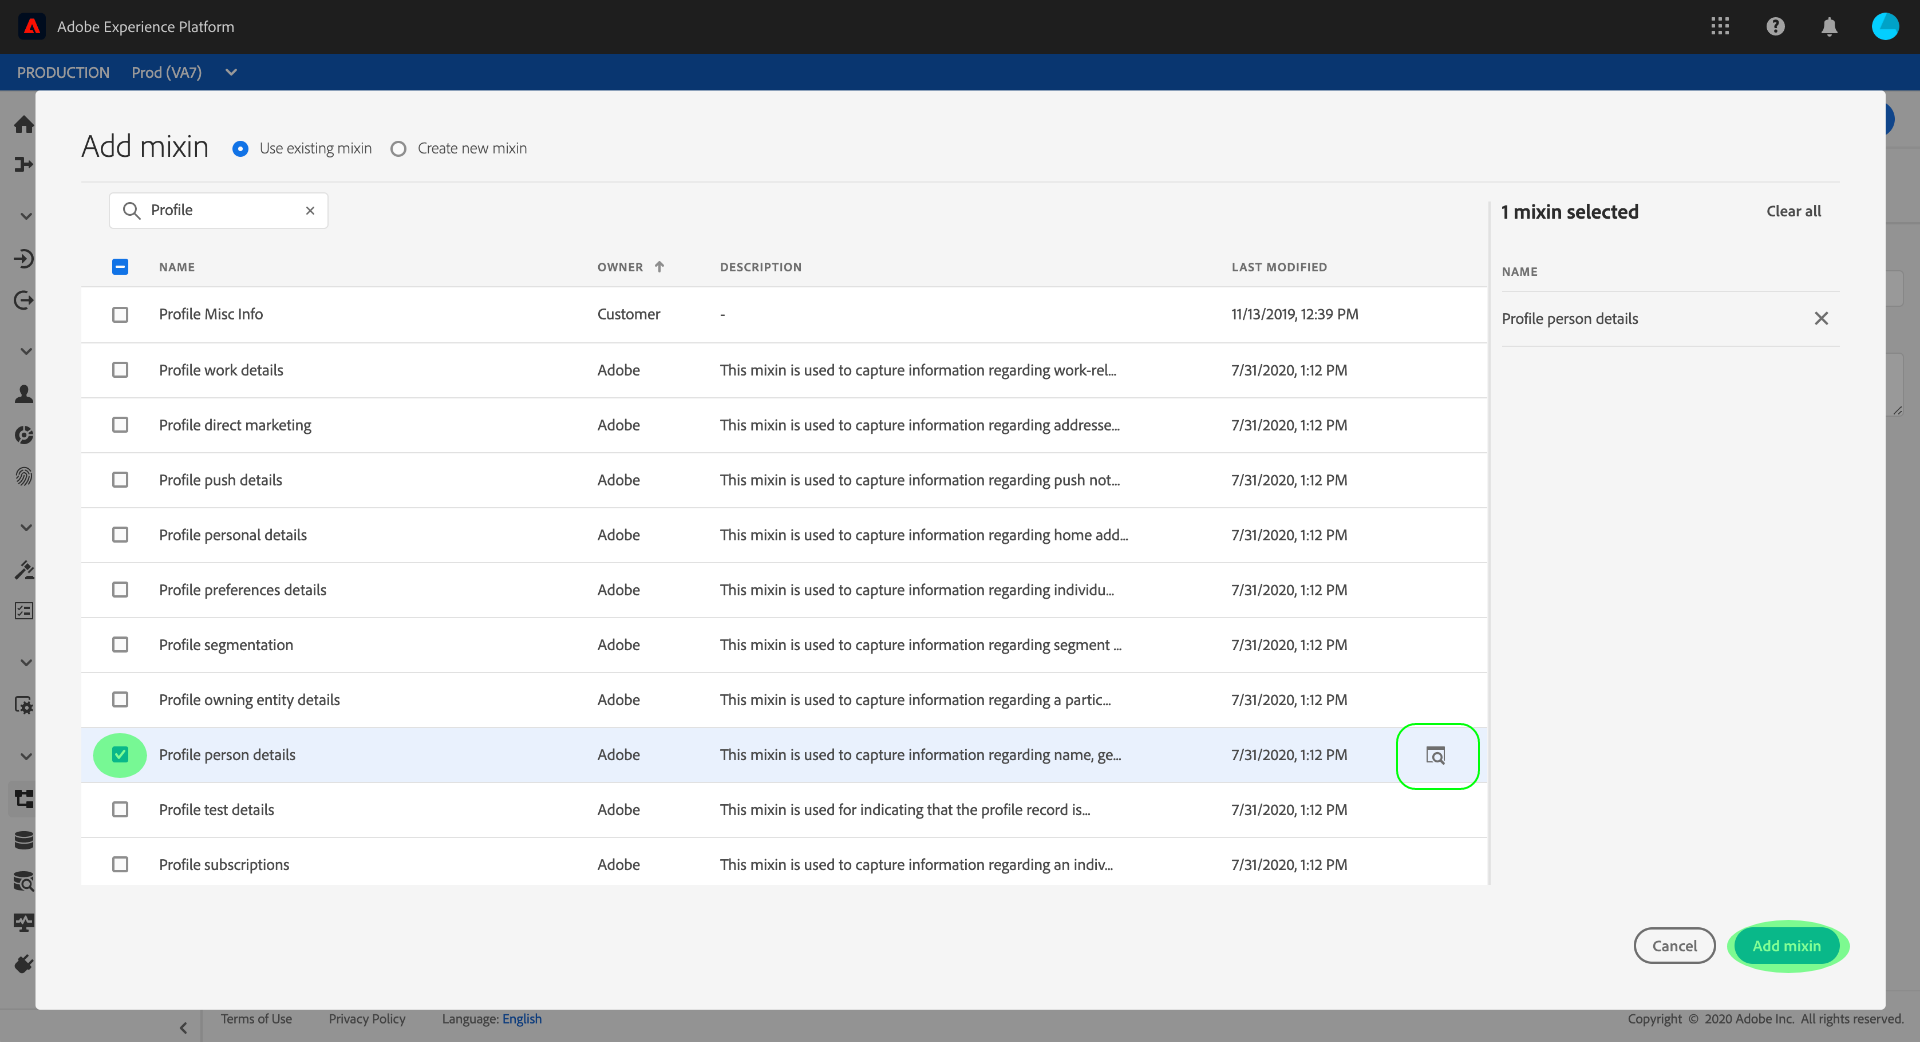 Adobe Experience Platform
PRODUCTION Prod (VA7)
Add mixin Use existing mixin Create new mixin
Profile
1 mixin selected Clear all
NAME OWNER DESCRIPTION LAST MODIFIED
NAME
Profile Misc Info Customer - 11/13/2019, 12:39 PM
Profile person details
Profile work details Adobe This mixin is used to capture information regarding work-rel... 7/31/2020, 1:12 PM
Profile direct marketing Adobe This mixin is used to capture information regarding addresse... 7/31/2020, 1:12 PM
Profile push details Adobe This mixin is used to capture information regarding push not... 7/31/2020, 1:12 PM
Profile personal details Adobe This mixin is used to capture information regarding home add... 7/31/2020, 1:12 PM
Profile preferences details Adobe This mixin is used to capture information regarding individu... 7/31/2020, 1:12 PM
Profile segmentation Adobe This mixin is used to capture information regarding segment ... 7/31/2020, 1:12 PM
Profile owning entity details Adobe This mixin is used to capture information regarding a partic... 7/31/2020, 1:12 PM
Profile person details Adobe This mixin is used to capture information regarding name, ge... 7/31/2020, 1:12 PM
Profile test details Adobe This mixin is used for indicating that the profile record is... 7/31/2020, 1:12 PM
Profile subscriptions Adobe This mixin is used to capture information regarding an indiv... 7/31/2020, 1:12 PM
Cancel Add mixin
Terms of Use Privacy Policy Language: English Copyright © 2020 Adobe Inc. All rights reserved.